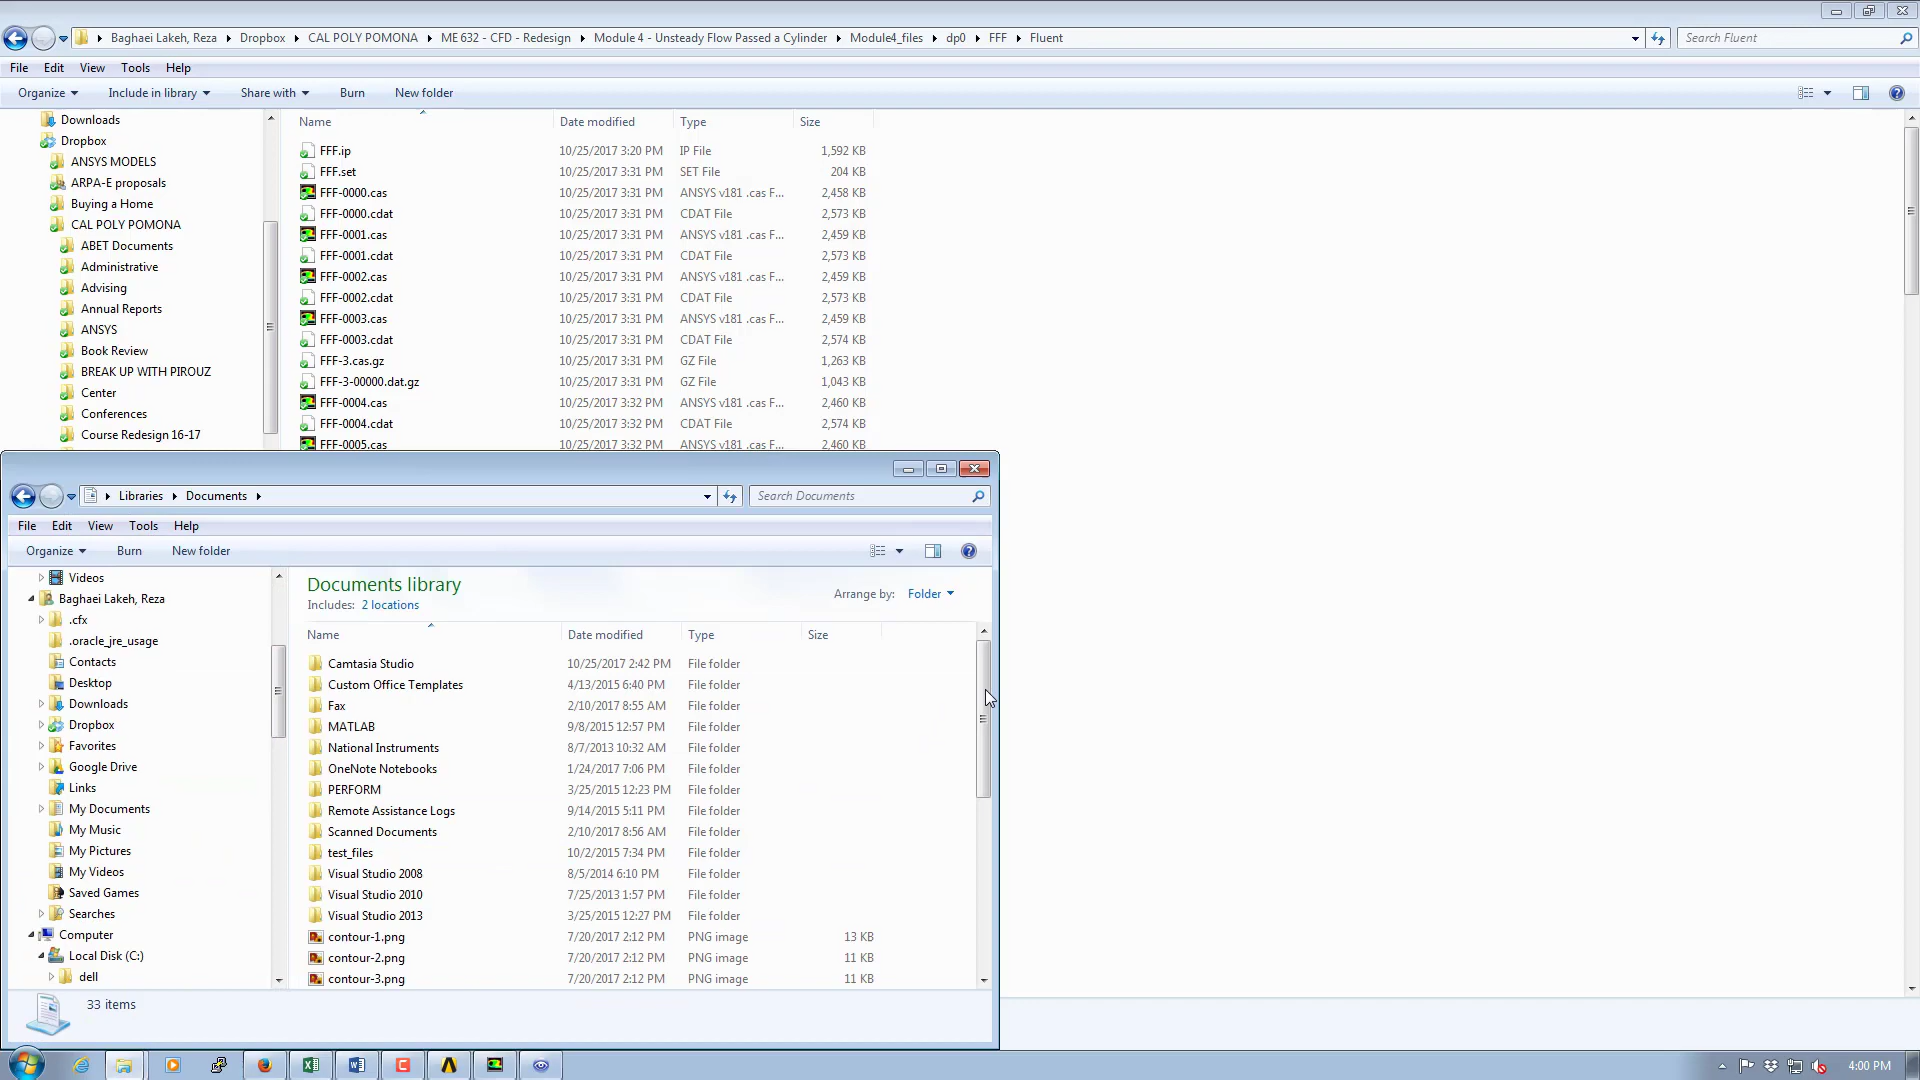 Baghaei Lakeh, Reza Dropbox CAL POLY POMONA ME 632 - CFD - Redesign Module 4 - Unsteady Flow Passed a Cylinder Module4_files dp0 FFF Fluent Search Fluent
File Edit View Tools Help
Organize Include in library Share with Burn New folder
Downloads
Dropbox
ANSYS MODELS
ARPA-E proposals
Buying a Home
CAL POLY POMONA
ABET Documents
Administrative
Advising
Annual Reports
ANSYS
Book Review
BREAK UP WITH PIROUZ
Center
Conferences
Course Redesign 16-17
Name Date modified Type Size
FFF.ip 10/25/2017 3:20 PM IP File 1,592 KB
FFF.set 10/25/2017 3:31 PM SET File 204 KB
FFF-0000.cas 10/25/2017 3:31 PM ANSYS v181 .cas F... 2,458 KB
FFF-0000.cdat 10/25/2017 3:31 PM CDAT File 2,573 KB
FFF-0001.cas 10/25/2017 3:31 PM ANSYS v181 .cas F... 2,459 KB
FFF-0001.cdat 10/25/2017 3:31 PM CDAT File 2,573 KB
FFF-0002.cas 10/25/2017 3:31 PM ANSYS v181 .cas F... 2,459 KB
FFF-0002.cdat 10/25/2017 3:31 PM CDAT File 2,573 KB
FFF-0003.cas 10/25/2017 3:31 PM ANSYS v181 .cas F... 2,459 KB
FFF-0003.cdat 10/25/2017 3:31 PM CDAT File 2,574 KB
FFF-3.cas.gz 10/25/2017 3:31 PM GZ File 1,263 KB
FFF-3-00000.dat.gz 10/25/2017 3:31 PM GZ File 1,043 KB
FFF-0004.cas 10/25/2017 3:32 PM ANSYS v181 .cas F... 2,460 KB
FFF-0004.cdat 10/25/2017 3:32 PM CDAT File 2,574 KB
FFF-0005.cas 10/25/2017 3:32 PM ANSYS v181 .cas F... 2,460 KB
Libraries Documents Search Documents
File Edit View Tools Help
Organize Burn New folder
Videos
Baghaei Lakeh, Reza
.cfx
.oracle_jre_usage
Contacts
Desktop
Downloads
Dropbox
Favorites
Google Drive
Links
My Documents
My Music
My Pictures
My Videos
Saved Games
Searches
Computer
Local Disk (C:)
dell
Documents library
Includes: 2 locations
Arrange by: Folder
Name Date modified Type Size
Camtasia Studio 10/25/2017 2:42 PM File folder
Custom Office Templates 4/13/2015 6:40 PM File folder
Fax 2/10/2017 8:55 AM File folder
MATLAB 9/8/2015 12:57 PM File folder
National Instruments 8/7/2013 10:32 AM File folder
OneNote Notebooks 1/24/2017 7:06 PM File folder
PERFORM 3/25/2015 12:23 PM File folder
Remote Assistance Logs 9/14/2015 5:11 PM File folder
Scanned Documents 2/10/2017 8:56 AM File folder
test_files 10/2/2015 7:34 PM File folder
Visual Studio 2008 8/5/2014 6:10 PM File folder
Visual Studio 2010 7/25/2013 1:57 PM File folder
Visual Studio 2013 3/25/2015 12:27 PM File folder
contour-1.png 7/20/2017 2:12 PM PNG image 13 KB
contour-2.png 7/20/2017 2:12 PM PNG image 11 KB
contour-3.png 7/20/2017 2:12 PM PNG image 11 KB
33 items
4:00 PM